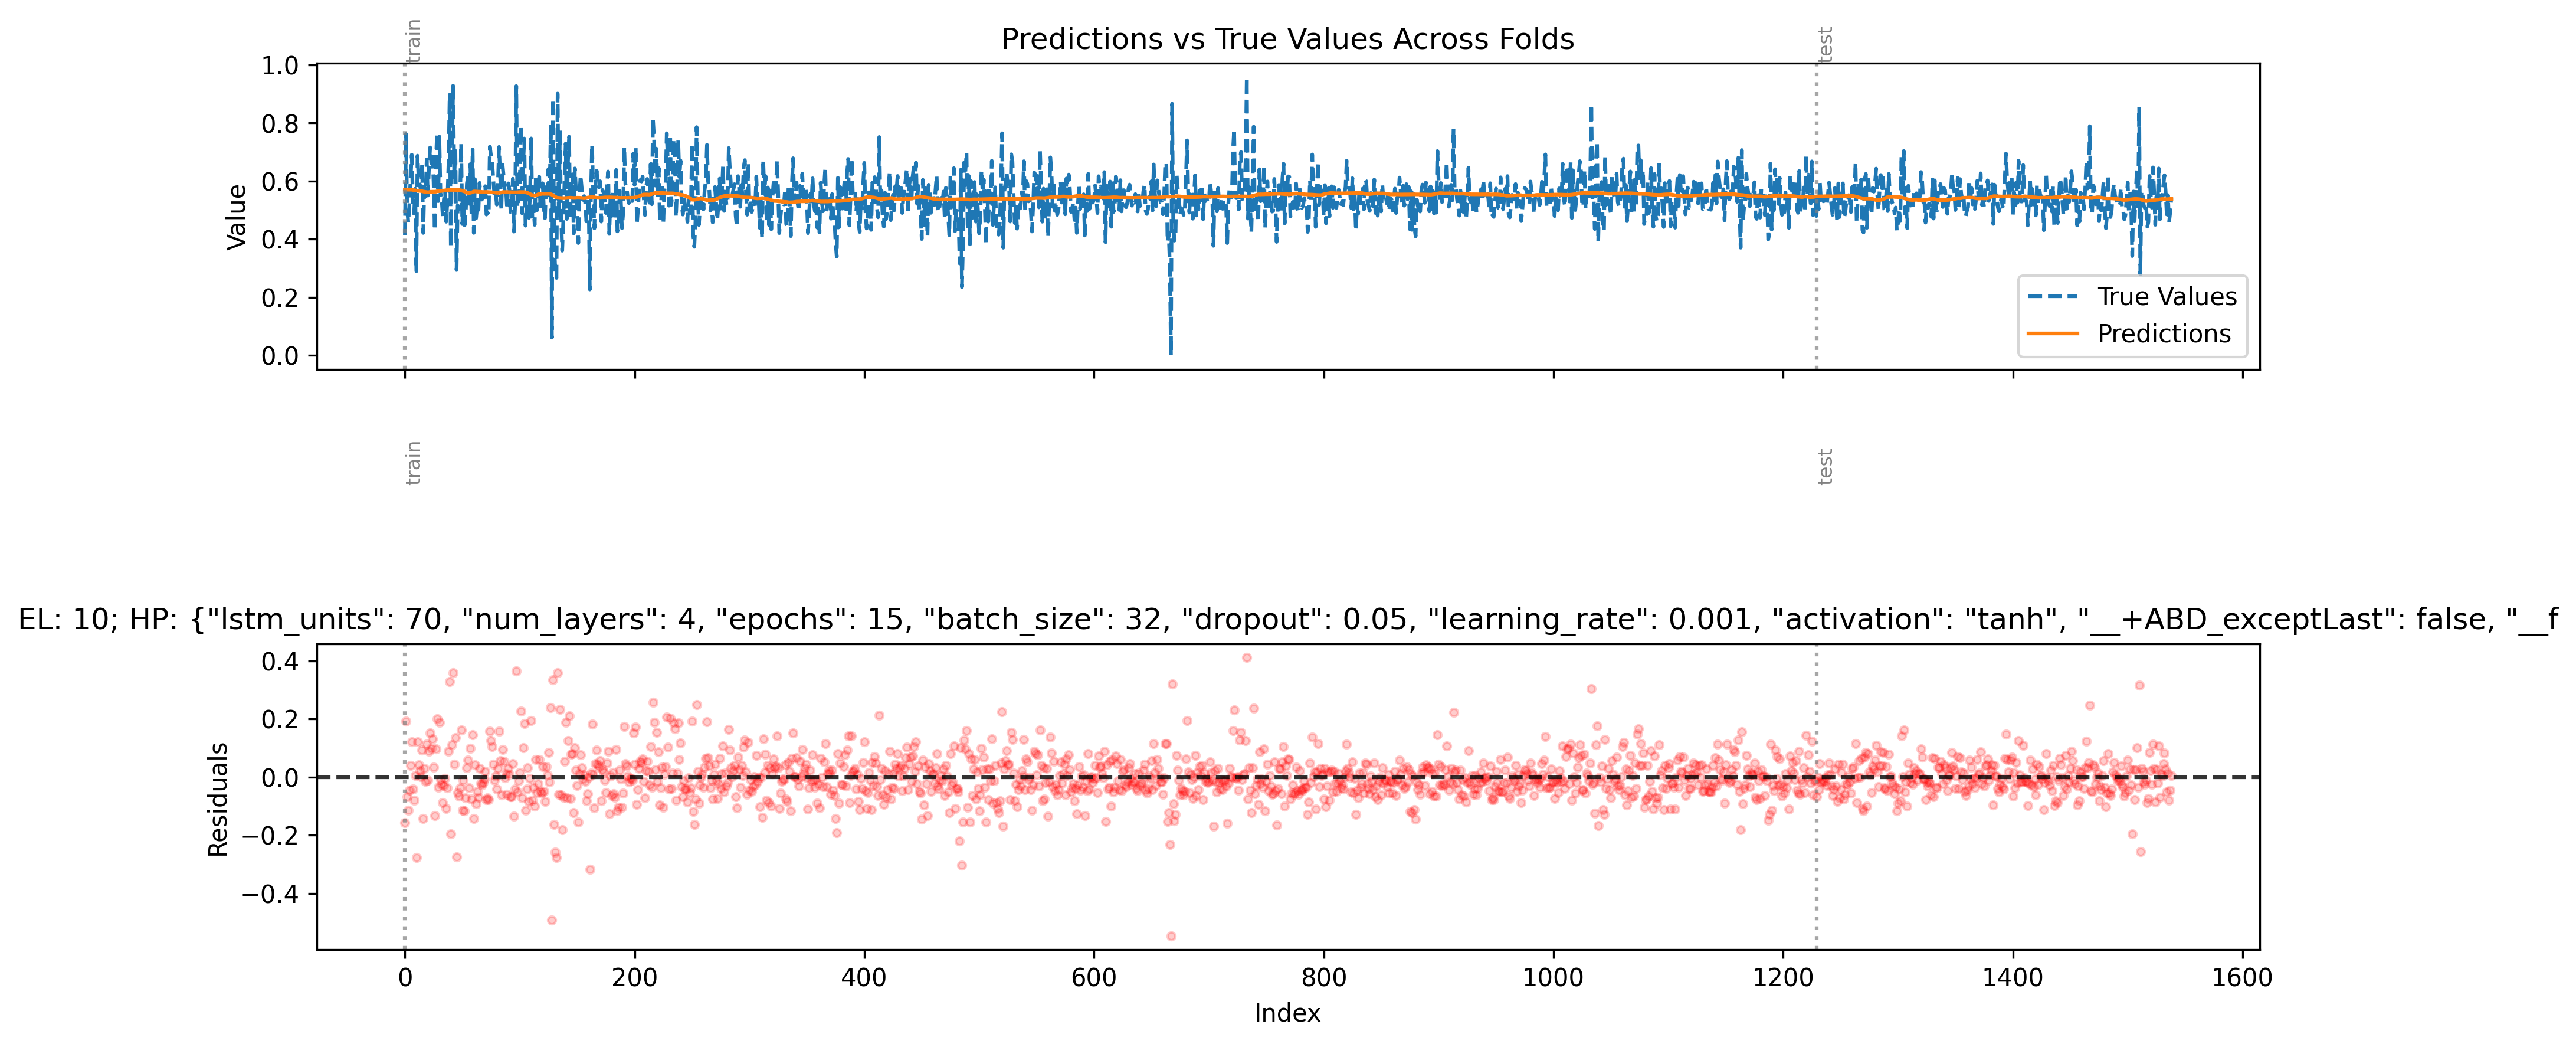 Predictions vs True Values Across Folds
train
test
1.0
0.8
0.6
0.4
0.2
0.0
Value
True Values
Predictions
train
test
EL: 10; HP: {"lstm_units": 70, "num_layers": 4, "epochs": 15, "batch_size": 32, "dropout": 0.05, "learning_rate": 0.001, "activation": "tanh", "__+ABD_exceptLast": false, "__f
0.4
0.2
0.0
−0.2
−0.4
Residuals
0 200 400 600 800 1000 1200 1400 1600
Index